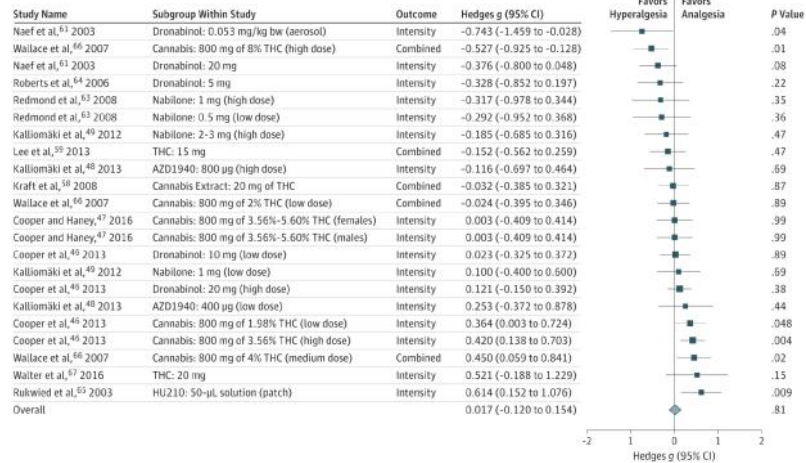 Favors Favors
Study Name Subgroup Within Study Outcome Hedges g (95% CI) Hyperalgesia Analgesia P Value
Naef et al,61 2003 Dronabinol: 0.053 mg/kg bw (aerosol) Intensity -0.743 (-1.459 to -0.028) .04
Wallace et al,66 2007 Cannabis: 800 mg of 8% THC (high dose) Combined -0.527 (-0.925 to -0.128) .01
Naef et al,61 2003 Dronabinol: 20 mg Intensity -0.376 (-0.800 to 0.048) .08
Roberts et al,64 2006 Dronabinol: 5 mg Intensity -0.328 (-0.852 to 0.197) .22
Redmond et al,63 2008 Nabilone: 1 mg (high dose) Intensity -0.317 (-0.978 to 0.344) .35
Redmond et al,63 2008 Nabilone: 0.5 mg (low dose) Intensity -0.292 (-0.952 to 0.368) .36
Kalliomäki et al,49 2012 Nabilone: 2-3 mg (high dose) Intensity -0.185 (-0.685 to 0.316) .47
Lee et al,59 2013 THC: 15 mg Combined -0.152 (-0.562 to 0.259) .47
Kalliomäki et al,48 2013 AZD1940: 800 µg (high dose) Intensity -0.116 (-0.697 to 0.464) .69
Kraft et al,58 2008 Cannabis Extract: 20 mg of THC Combined -0.032 (-0.385 to 0.321) .87
Wallace et al,66 2007 Cannabis: 800 mg of 2% THC (low dose) Combined -0.024 (-0.395 to 0.346) .89
Cooper and Haney,47 2016 Cannabis: 800 mg of 3.56%-5.60% THC (females) Intensity 0.003 (-0.409 to 0.414) .99
Cooper and Haney,47 2016 Cannabis: 800 mg of 3.56%-5.60% THC (males) Intensity 0.003 (-0.409 to 0.414) .99
Cooper et al,46 2013 Dronabinol: 10 mg (low dose) Intensity 0.023 (-0.325 to 0.372) .89
Kalliomäki et al,49 2012 Nabilone: 1 mg (low dose) Intensity 0.100 (-0.400 to 0.600) .69
Cooper et al,46 2013 Dronabinol: 20 mg (high dose) Intensity 0.121 (-0.150 to 0.392) .38
Kalliomäki et al,48 2013 AZD1940: 400 µg (low dose) Intensity 0.253 (-0.372 to 0.878) .44
Cooper et al,46 2013 Cannabis: 800 mg of 1.98% THC (low dose) Intensity 0.364 (0.003 to 0.724) .048
Cooper et al,46 2013 Cannabis: 800 mg of 3.56% THC (high dose) Intensity 0.420 (0.138 to 0.703) .004
Wallace et al,66 2007 Cannabis: 800 mg of 4% THC (medium dose) Combined 0.450 (0.059 to 0.841) .02
Walter et al,67 2016 THC: 20 mg Intensity 0.521 (-0.188 to 1.229) .15
Rukwied et al,65 2003 HU210: 50-µL solution (patch) Intensity 0.614 (0.152 to 1.076) .009
Overall 0.017 (-0.120 to 0.154) .81
-2 1 0 1 2
Hedges g (95% CI)